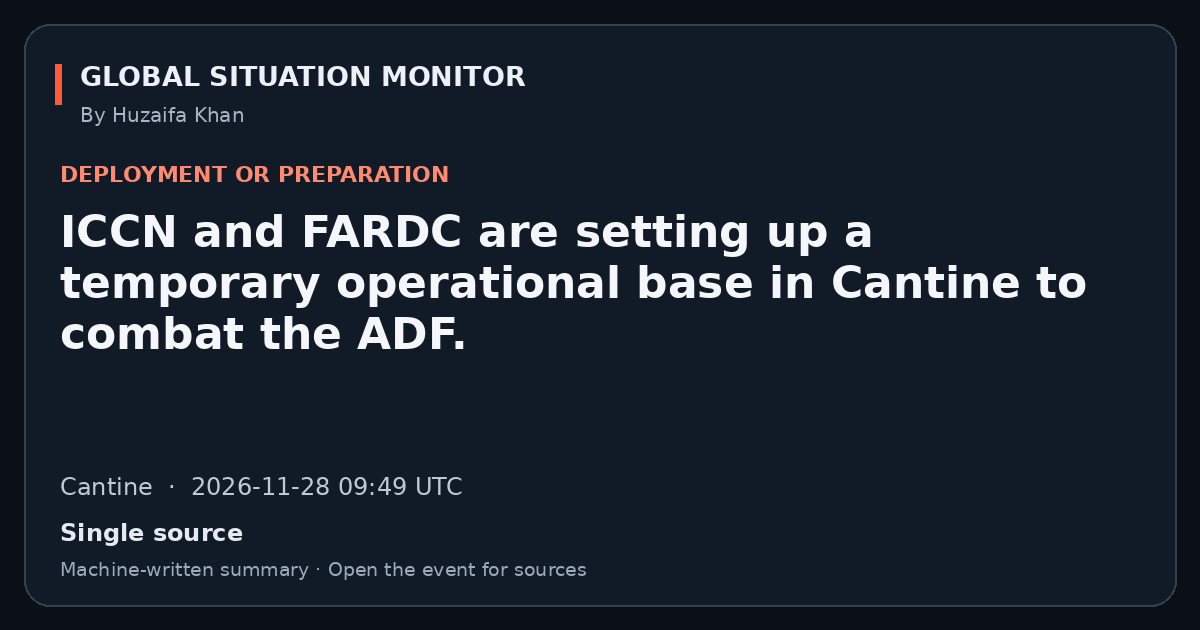 GLOBAL SITUATION MONITOR
By Huzaifa Khan
DEPLOYMENT OR PREPARATION
ICCN and FARDC are setting up a
temporary operational base in Cantine to
combat the ADF.
Cantine · 2026-11-28 09:49 UTC
Single source
Machine-written summary · Open the event for sources